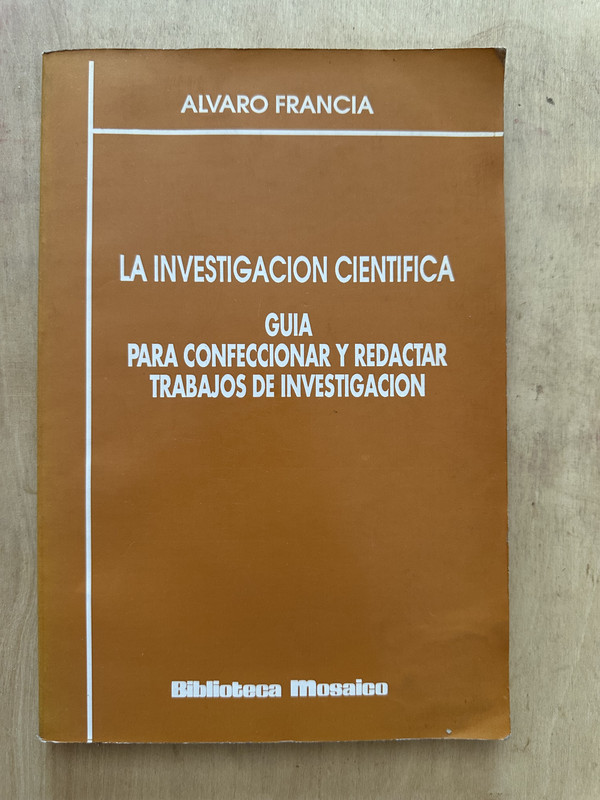 ALVARO FRANCIA
LA INVESTIGACION CIENTIFICA
GUIA
PARA CONFECCIONAR Y REDACTAR
TRABAJOS DE INVESTIGACION
Biblioteca Mosaico